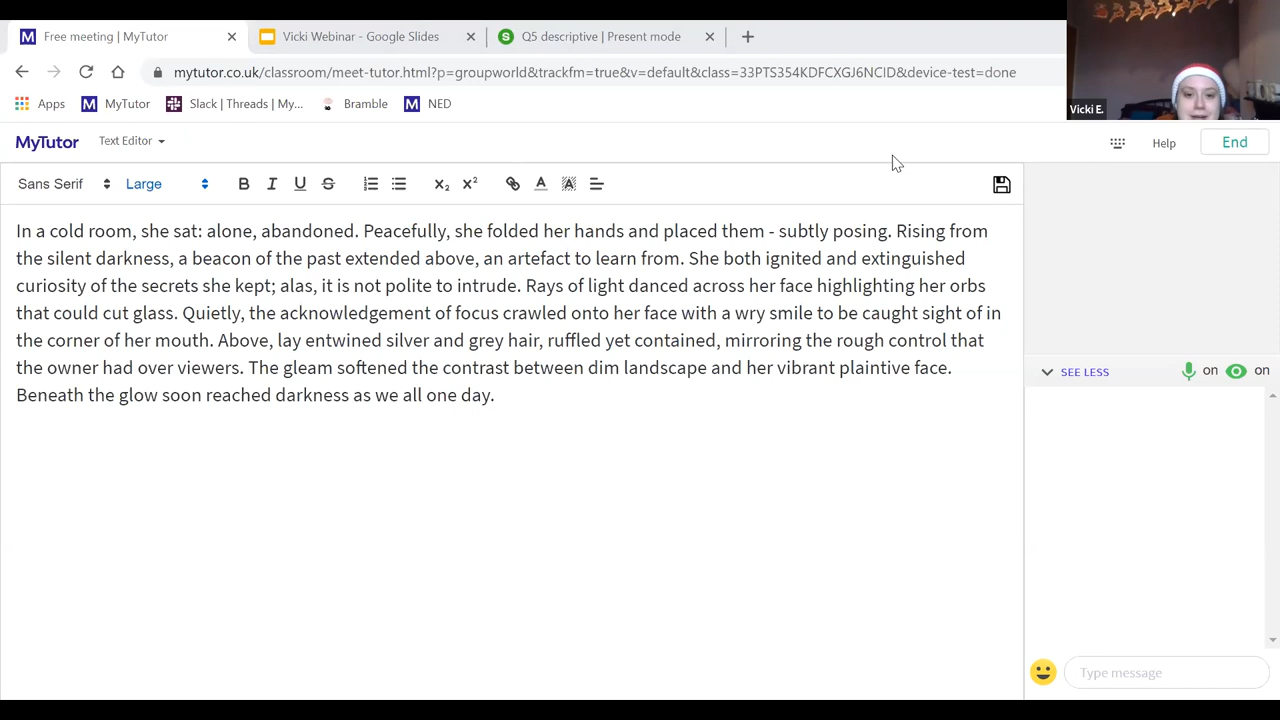 Free meeting | MyTutor
Vicki Webinar - Google Slides
Q5 descriptive | Present mode
mytutor.co.uk/classroom/meet-tutor.html?p=groupworld&trackfm=true&v=default&class=33PTS354KDFCXGJ6NCID&device-test=done
Vicki E.
Apps
MyTutor
Slack | Threads | My...
Bramble
NED
MyTutor
Text Editor
Help
End
Sans Serif
Large
In a cold room, she sat: alone, abandoned. Peacefully, she folded her hands and placed them - subtly posing. Rising from
the silent darkness, a beacon of the past extended above, an artefact to learn from. She both ignited and extinguished
curiosity of the secrets she kept; alas, it is not polite to intrude. Rays of light danced across her face highlighting her orbs
that could cut glass. Quietly, the acknowledgement of focus crawled onto her face with a wry smile to be caught sight of in
the corner of her mouth. Above, lay entwined silver and grey hair, ruffled yet contained, mirroring the rough control that
the owner had over viewers. The gleam softened the contrast between dim landscape and her vibrant plaintive face.
Beneath the glow soon reached darkness as we all one day.
SEE LESS
on
on
Type message